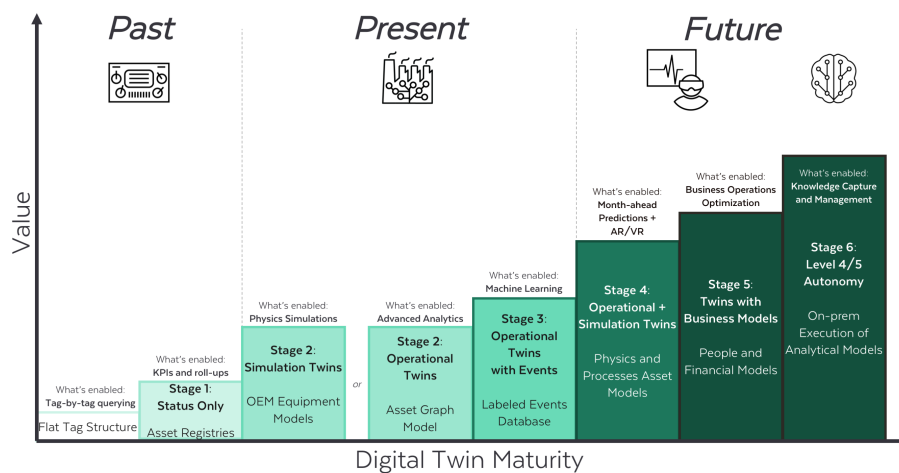 Past
Present
Future
Value
What's enabled:
Tag-by-tag querying
Flat Tag Structure
What's enabled:
KPIs and roll-ups
Stage 1:
Status Only
Asset Registries
What's enabled:
Physics Simulations
Stage 2:
Simulation Twins
OEM Equipment
Models
or
What's enabled:
Advanced Analytics
Stage 2:
Operational
Twins
Asset Graph
Model
What's enabled:
Machine Learning
Stage 3:
Operational
Twins
with Events
Labeled Events
Database
What's enabled:
Month-ahead
Predictions +
AR/VR
Stage 4:
Operational +
Simulation Twins
Physics and
Processes Asset
Models
What's enabled:
Business Operations
Optimization
Stage 5:
Twins with
Business Models
People and
Financial Models
What's enabled:
Knowledge Capture
and Management
Stage 6:
Level 4/5
Autonomy
On-prem
Execution of
Analytical Models
Digital Twin Maturity